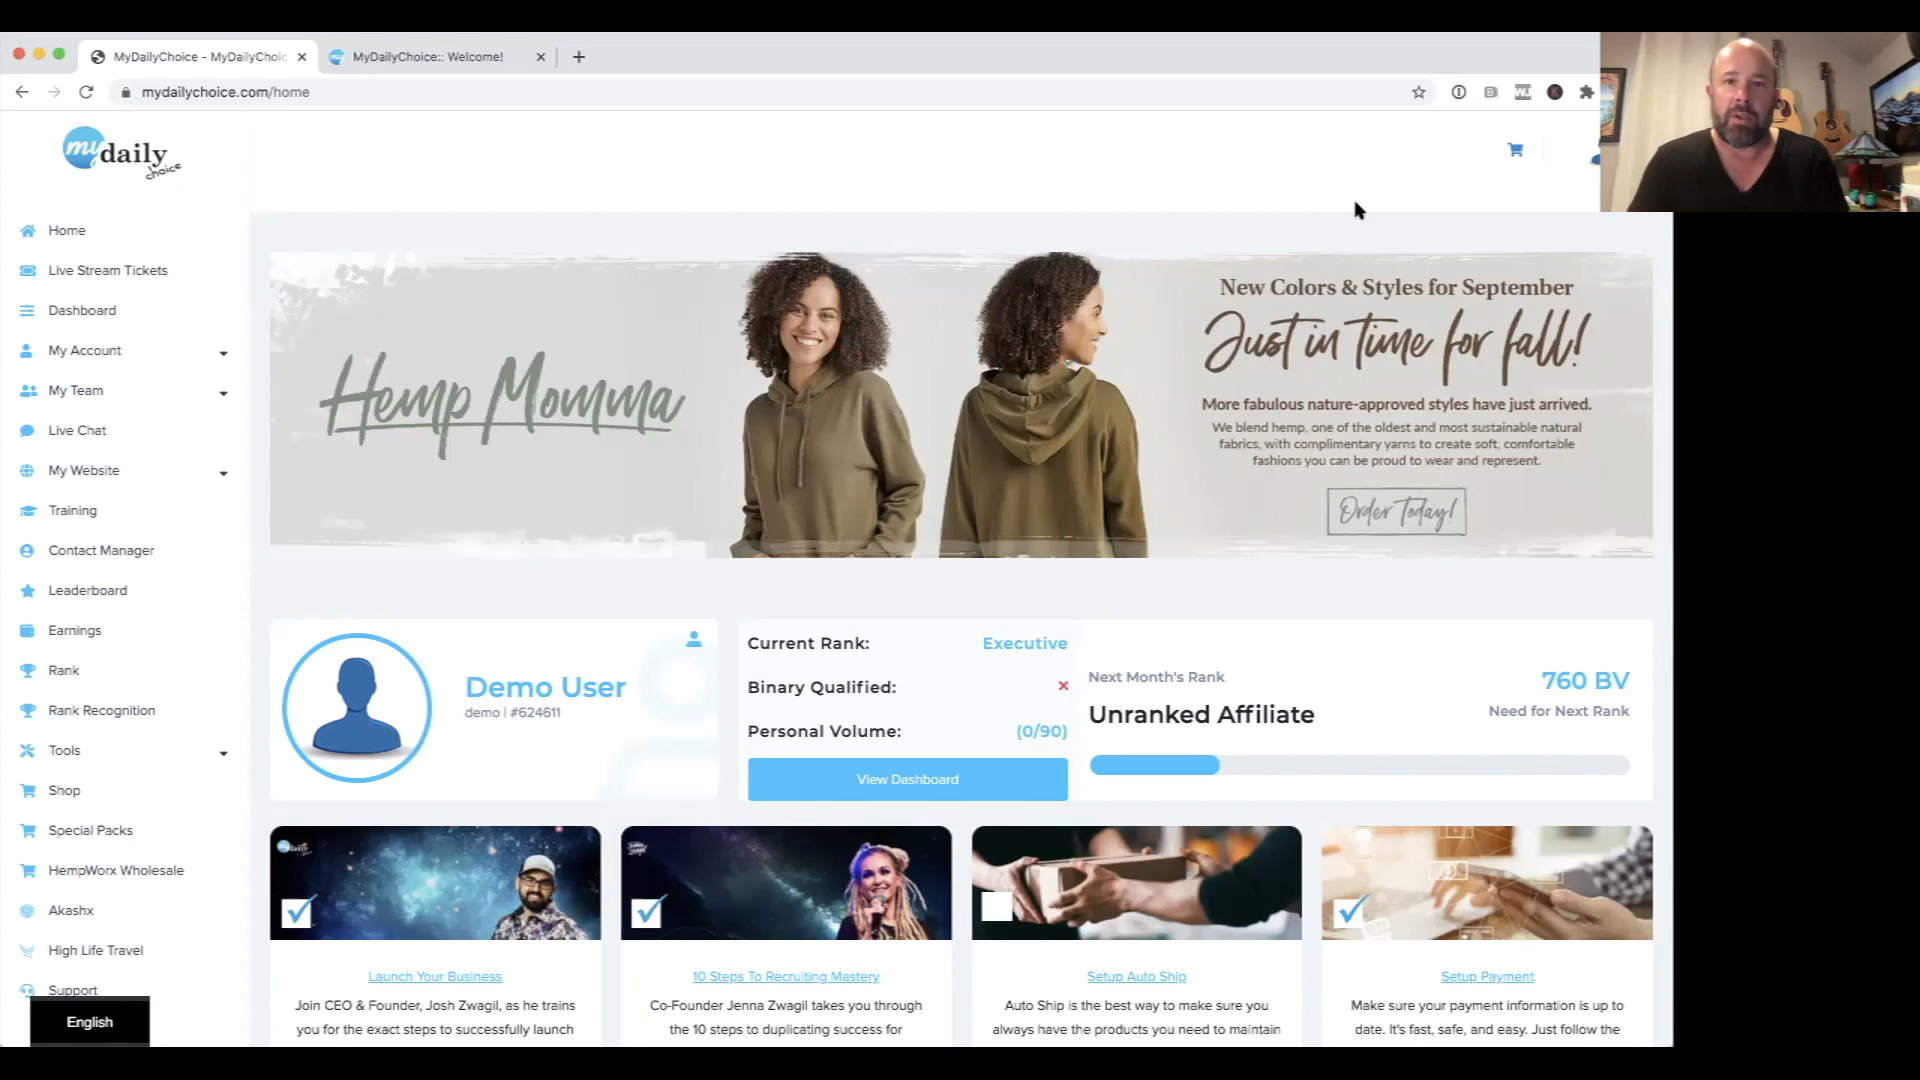 MyDailyChoice - MyDailyChoic
MyDailyChoice:: Welcome!
mydailychoice.com/home
my daily choice
Home
Live Stream Tickets
Dashboard
My Account
My Team
Live Chat
My Website
Training
Contact Manager
Leaderboard
Earnings
Rank
Rank Recognition
Tools
Shop
Special Packs
HempWorx Wholesale
Akashx
High Life Travel
Support
English
Hemp Momma
New Colors & Styles for September
Just in time for fall!
More fabulous nature-approved styles have just arrived.
We blend hemp, one of the oldest and most sustainable natural
fabrics, with complimentary yarns to create soft, comfortable
fashions you can be proud to wear and represent.
Order Today!
Demo User
demo | #624611
Current Rank: Executive
Binary Qualified:
Personal Volume: (0/90)
View Dashboard
Next Month's Rank
Unranked Affiliate
760 BV
Need for Next Rank
Launch Your Business
Join CEO & Founder, Josh Zwagil, as he trains
you for the exact steps to successfully launch
10 Steps To Recruiting Mastery
Co-Founder Jenna Zwagil takes you through
the 10 steps to duplicating success for
Setup Auto Ship
Auto Ship is the best way to make sure you
always have the products you need to maintain
Setup Payment
Make sure your payment information is up to
date. It's fast, safe, and easy. Just follow the